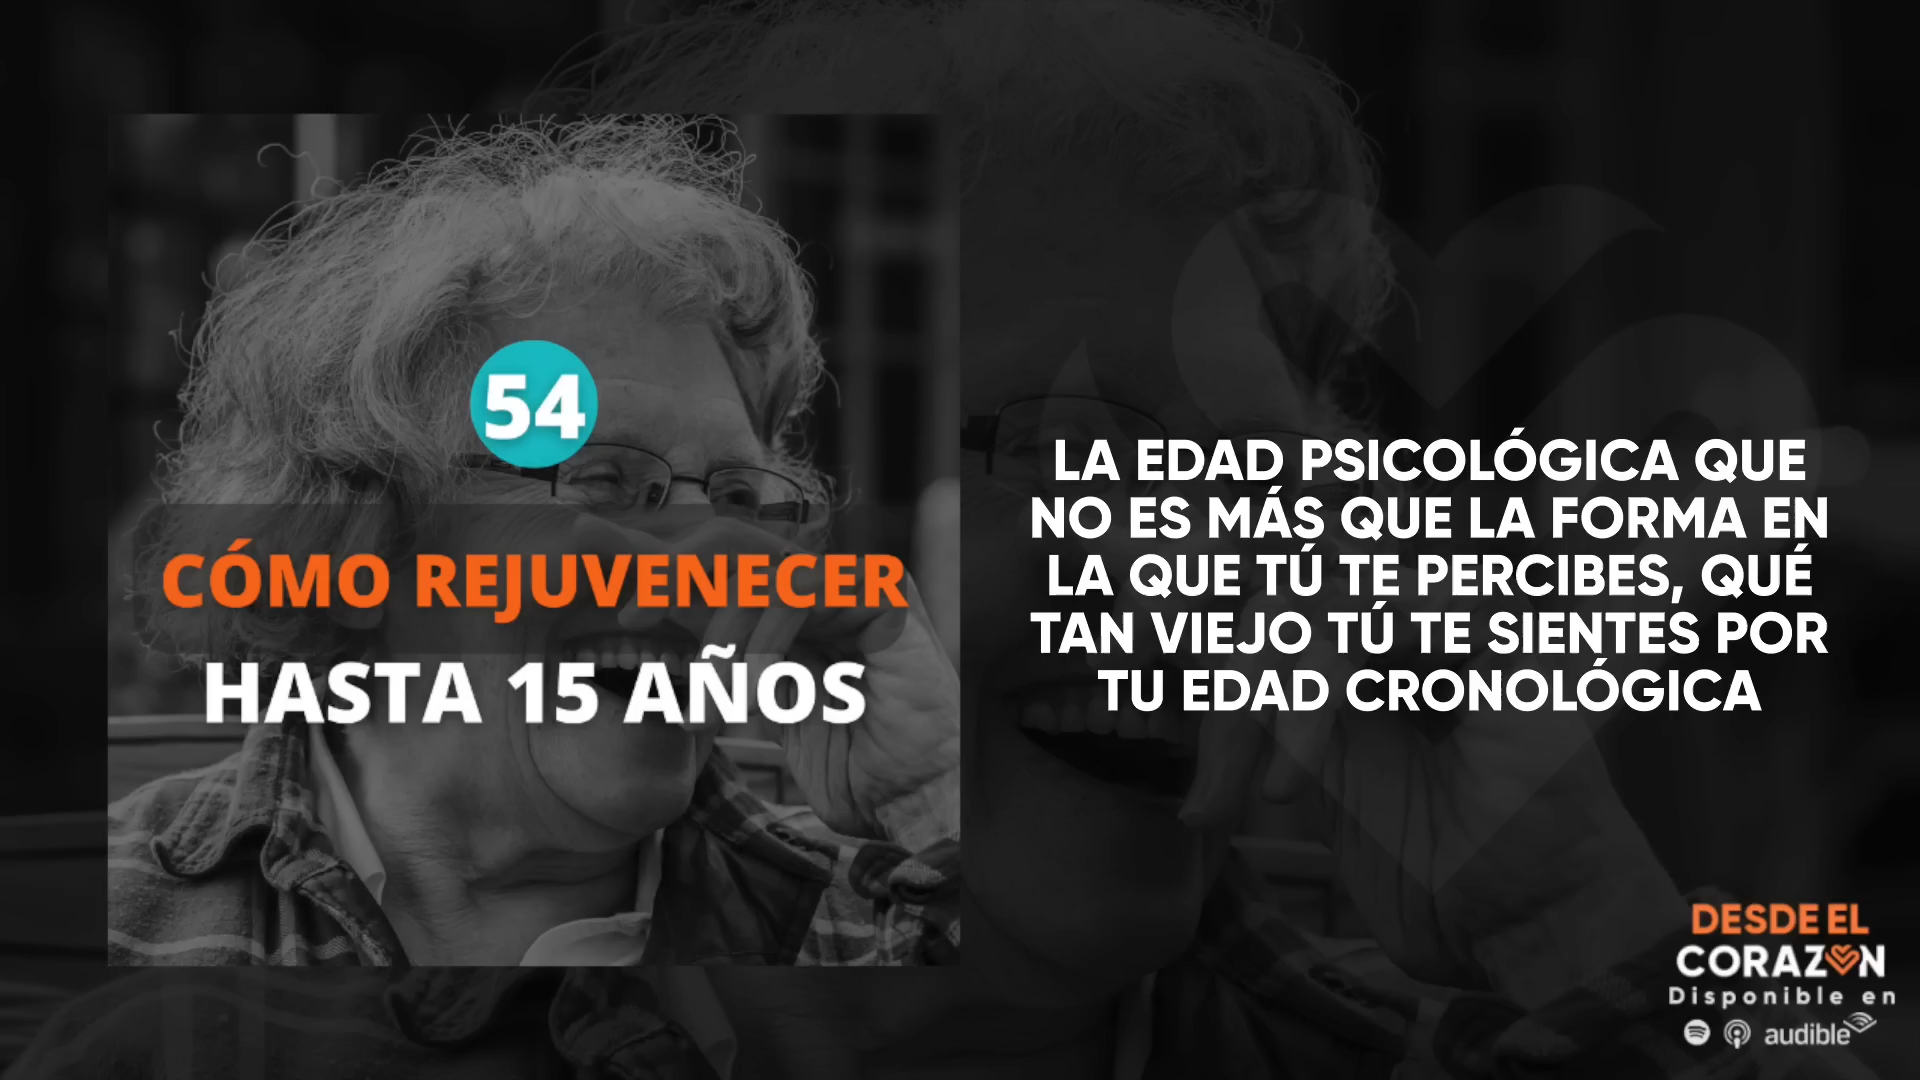 54
CÓMO REJUVENECER
HASTA 15 AÑOS
LA EDAD PSICOLÓGICA QUE
NO ES MÁS QUE LA FORMA EN
LA QUE TÚ TE PERCIBES, QUÉ
TAN VIEJO TÚ TE SIENTES POR
TU EDAD CRONOLÓGICA
DESDE EL
CORAZÓN
Disponible en
audible